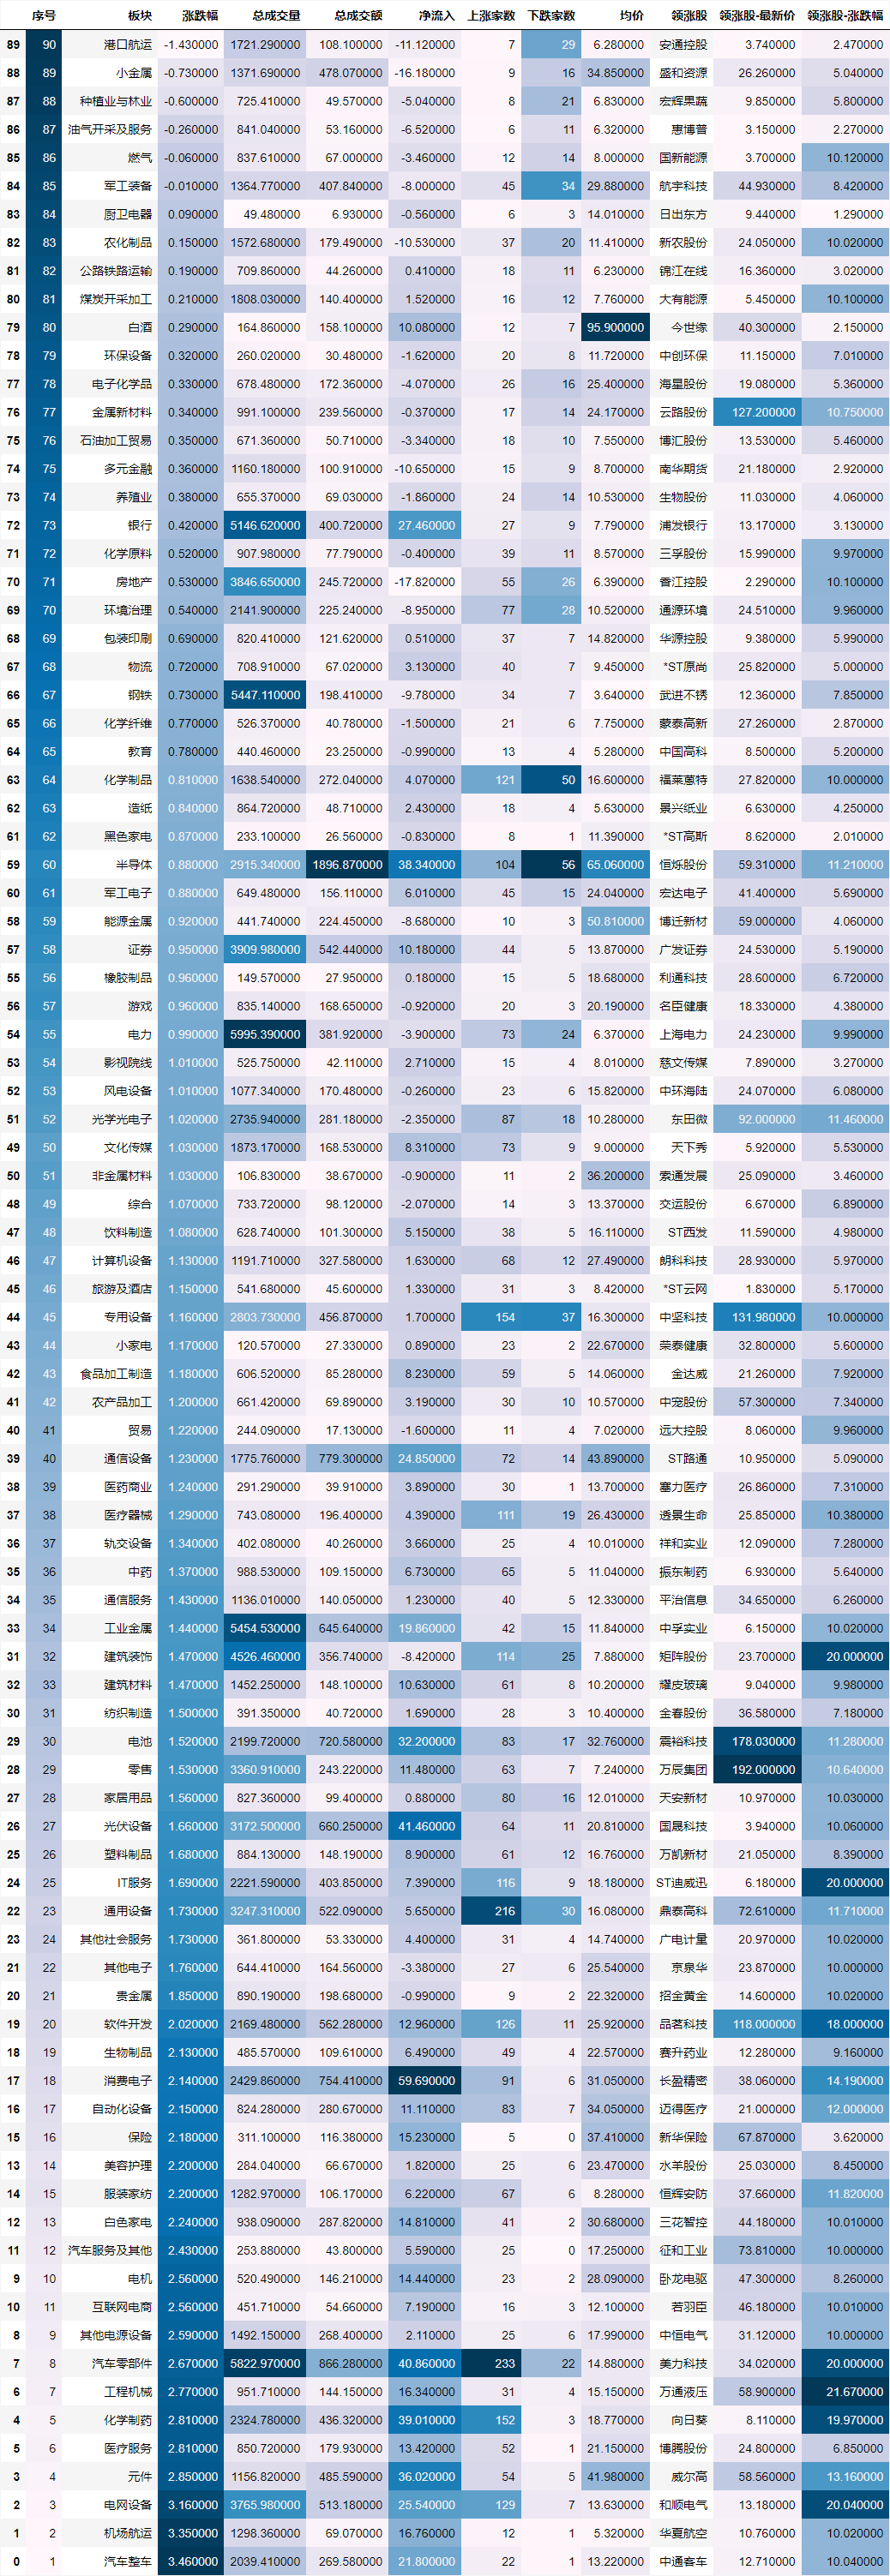 序号 板块 涨跌幅 总成交量 总成交额 净流入 上涨家数 下跌家数 均价 领涨股 领涨股-最新价 领涨股-涨跌幅
89 90 港口航运 -1.430000 1721.290000 108.100000 -11.120000 7 29 6.280000 安通控股 3.740000 2.470000
88 89 小金属 -0.730000 1371.690000 478.070000 -16.180000 9 16 34.850000 盛和资源 26.260000 5.040000
87 88 种植业与林业 -0.600000 725.410000 49.570000 -5.040000 8 21 6.830000 宏辉果蔬 9.850000 5.800000
86 87 油气开采及服务 -0.260000 841.040000 53.160000 -6.520000 6 11 6.320000 惠博普 3.150000 2.270000
85 86 燃气 -0.060000 837.610000 67.000000 -3.460000 12 14 8.000000 国新能源 3.700000 10.120000
84 85 军工装备 -0.010000 1364.770000 407.840000 -8.000000 45 34 29.880000 航宇科技 44.930000 8.420000
83 84 厨卫电器 0.090000 49.480000 6.930000 -0.560000 6 3 14.010000 日出东方 9.440000 1.290000
82 83 农化制品 0.150000 1572.680000 179.490000 -10.530000 37 20 11.410000 新农股份 24.050000 10.020000
81 82 公路铁路运输 0.190000 709.860000 44.260000 0.410000 18 11 6.230000 锦江在线 16.360000 3.020000
80 81 煤炭开采加工 0.210000 1808.030000 140.400000 1.520000 16 12 7.760000 大有能源 5.450000 10.100000
79 80 白酒 0.290000 164.860000 158.100000 10.080000 12 7 95.900000 今世缘 40.300000 2.150000
78 79 环保设备 0.320000 260.020000 30.480000 -1.620000 20 8 11.720000 中创环保 11.150000 7.010000
77 78 电子化学品 0.330000 678.480000 172.360000 -4.070000 26 16 25.400000 海星股份 19.080000 5.360000
76 77 金属新材料 0.340000 991.100000 239.560000 -0.370000 17 14 24.170000 云路股份 127.200000 10.750000
75 76 石油加工贸易 0.350000 671.360000 50.710000 -3.340000 18 10 7.550000 博汇股份 13.530000 5.460000
74 75 多元金融 0.360000 1160.180000 100.910000 -10.650000 15 9 8.700000 南华期货 21.180000 2.920000
73 74 养殖业 0.380000 655.370000 69.030000 -1.860000 24 14 10.530000 生物股份 11.030000 4.060000
72 73 银行 0.420000 5146.620000 400.720000 27.460000 27 9 7.790000 浦发银行 13.170000 3.130000
71 72 化学原料 0.520000 907.980000 77.790000 -0.400000 39 11 8.570000 三孚股份 15.990000 9.970000
70 71 房地产 0.530000 3846.650000 245.720000 -17.820000 55 26 6.390000 香江控股 2.290000 10.100000
69 70 环境治理 0.540000 2141.900000 225.240000 -8.950000 77 28 10.520000 通源环境 24.510000 9.960000
68 69 包装印刷 0.690000 820.410000 121.620000 0.510000 37 7 14.820000 华源控股 9.380000 5.990000
67 68 物流 0.720000 708.910000 67.020000 3.130000 40 7 9.450000 *ST原尚 25.820000 5.000000
66 67 钢铁 0.730000 5447.110000 198.410000 -9.780000 34 7 3.640000 武进不锈 12.360000 7.850000
65 66 化学纤维 0.770000 526.370000 40.780000 -1.500000 21 6 7.750000 蒙泰高新 27.260000 2.870000
64 65 教育 0.780000 440.460000 23.250000 -0.990000 13 4 5.280000 中国高科 8.500000 5.200000
63 64 化学制品 0.810000 1638.540000 272.040000 4.070000 121 50 16.600000 福莱蒽特 27.820000 10.000000
62 63 造纸 0.840000 864.720000 48.710000 2.430000 18 4 5.630000 景兴纸业 6.630000 4.250000
61 62 黑色家电 0.870000 233.100000 26.560000 -0.830000 8 1 11.390000 *ST高斯 8.620000 2.010000
59 60 半导体 0.880000 2915.340000 1896.870000 38.340000 104 56 65.060000 恒烁股份 59.310000 11.210000
60 61 军工电子 0.880000 649.480000 156.110000 6.010000 45 15 24.040000 宏达电子 41.400000 5.690000
58 59 能源金属 0.920000 441.740000 224.450000 -8.680000 10 3 50.810000 博迁新材 59.000000 4.060000
57 58 证券 0.950000 3909.980000 542.440000 10.180000 44 5 13.870000 广发证券 24.530000 5.190000
55 56 橡胶制品 0.960000 149.570000 27.950000 0.180000 15 5 18.680000 利通科技 28.600000 6.720000
56 57 游戏 0.960000 835.140000 168.650000 -0.920000 20 3 20.190000 名臣健康 18.330000 4.380000
54 55 电力 0.990000 5995.390000 381.920000 -3.900000 73 24 6.370000 上海电力 24.230000 9.990000
53 54 影视院线 1.010000 525.750000 42.110000 2.710000 15 4 8.010000 慈文传媒 7.890000 3.270000
52 53 风电设备 1.010000 1077.340000 170.480000 -0.260000 23 6 15.820000 中环海陆 24.070000 6.080000
51 52 光学光电子 1.020000 2735.940000 281.180000 -2.350000 87 18 10.280000 东田微 92.000000 11.460000
49 50 文化传媒 1.030000 1873.170000 168.530000 8.310000 73 9 9.000000 天下秀 5.920000 5.530000
50 51 非金属材料 1.030000 106.830000 38.670000 -0.900000 11 2 36.200000 索通发展 25.090000 3.460000
48 49 综合 1.070000 733.720000 98.120000 -2.070000 14 3 13.370000 交运股份 6.670000 6.890000
47 48 饮料制造 1.080000 628.740000 101.300000 5.150000 38 5 16.110000 ST西发 11.590000 4.980000
46 47 计算机设备 1.130000 1191.710000 327.580000 1.630000 68 12 27.490000 朗科科技 28.930000 5.970000
45 46 旅游及酒店 1.150000 541.680000 45.600000 1.330000 31 3 8.420000 *ST云网 1.830000 5.170000
44 45 专用设备 1.160000 2803.730000 456.870000 1.700000 154 37 16.300000 中坚科技 131.980000 10.000000
43 44 小家电 1.170000 120.570000 27.330000 0.890000 23 2 22.670000 荣泰健康 32.800000 5.600000
42 43 食品加工制造 1.180000 606.520000 85.280000 8.230000 59 5 14.060000 金达威 21.260000 7.920000
41 42 农产品加工 1.200000 661.420000 69.890000 3.190000 30 10 10.570000 中宠股份 57.300000 7.340000
40 41 贸易 1.220000 244.090000 17.130000 -1.600000 11 4 7.020000 远大控股 8.060000 9.960000
39 40 通信设备 1.230000 1775.760000 779.300000 24.850000 72 14 43.890000 ST路通 10.950000 5.090000
38 39 医药商业 1.240000 291.290000 39.910000 3.890000 30 1 13.700000 塞力医疗 26.860000 7.310000
37 38 医疗器械 1.290000 743.080000 196.400000 4.390000 111 19 26.430000 透景生命 25.850000 10.380000
36 37 轨交设备 1.340000 402.080000 40.260000 3.660000 25 4 10.010000 祥和实业 12.090000 7.280000
35 36 中药 1.370000 988.530000 109.150000 6.730000 65 5 11.040000 振东制药 6.930000 5.640000
34 35 通信服务 1.430000 1136.010000 140.050000 1.230000 40 5 12.330000 平治信息 34.650000 6.260000
33 34 工业金属 1.440000 5454.530000 645.640000 19.860000 42 15 11.840000 中孚实业 6.150000 10.020000
31 32 建筑装饰 1.470000 4526.460000 356.740000 -8.420000 114 25 7.880000 矩阵股份 23.700000 20.000000
32 33 建筑材料 1.470000 1452.250000 148.100000 10.630000 61 8 10.200000 耀皮玻璃 9.040000 9.980000
30 31 纺织制造 1.500000 391.350000 40.720000 1.690000 28 3 10.400000 金春股份 36.580000 7.180000
29 30 电池 1.520000 2199.720000 720.580000 32.200000 83 17 32.760000 震裕科技 178.030000 11.280000
28 29 零售 1.530000 3360.910000 243.220000 11.480000 63 7 7.240000 万辰集团 192.000000 10.640000
27 28 家居用品 1.560000 827.360000 99.400000 0.880000 80 16 12.010000 天安新材 10.970000 10.030000
26 27 光伏设备 1.660000 3172.500000 660.250000 41.460000 64 11 20.810000 国晟科技 3.940000 10.060000
25 26 塑料制品 1.680000 884.130000 148.190000 8.900000 61 12 16.760000 万凯新材 21.050000 8.390000
24 25 IT服务 1.690000 2221.590000 403.850000 7.390000 116 9 18.180000 ST迪威迅 6.180000 20.000000
22 23 通用设备 1.730000 3247.310000 522.090000 5.650000 216 30 16.080000 鼎泰高科 72.610000 11.710000
23 24 其他社会服务 1.730000 361.800000 53.330000 4.400000 31 4 14.740000 广电计量 20.970000 10.020000
21 22 其他电子 1.760000 644.410000 164.560000 -3.380000 27 6 25.540000 京泉华 23.870000 10.000000
20 21 贵金属 1.850000 890.190000 198.680000 -0.990000 9 2 22.320000 招金黄金 14.600000 10.020000
19 20 软件开发 2.020000 2169.480000 562.280000 12.960000 126 11 25.920000 品茗科技 118.000000 18.000000
18 19 生物制品 2.130000 485.570000 109.610000 6.490000 49 4 22.570000 赛升药业 12.280000 9.160000
17 18 消费电子 2.140000 2429.860000 754.410000 59.690000 91 6 31.050000 长盈精密 38.060000 14.190000
16 17 自动化设备 2.150000 824.280000 280.670000 11.110000 83 7 34.050000 迈得医疗 21.000000 12.000000
15 16 保险 2.180000 311.100000 116.380000 15.230000 5 0 37.410000 新华保险 67.870000 3.620000
13 14 美容护理 2.200000 284.040000 66.670000 1.820000 25 6 23.470000 水羊股份 25.030000 8.450000
14 15 服装家纺 2.200000 1282.970000 106.170000 6.220000 67 6 8.280000 恒辉安防 37.660000 11.820000
12 13 白色家电 2.240000 938.090000 287.820000 14.810000 41 2 30.680000 三花智控 44.180000 10.010000
11 12 汽车服务及其他 2.430000 253.880000 43.800000 5.590000 25 0 17.250000 征和工业 73.810000 10.000000
9 10 电机 2.560000 520.490000 146.210000 14.440000 23 2 28.090000 卧龙电驱 47.300000 8.260000
10 11 互联网电商 2.560000 451.710000 54.660000 7.190000 16 3 12.100000 若羽臣 46.180000 10.010000
8 9 其他电源设备 2.590000 1492.150000 268.400000 2.110000 25 6 17.990000 中恒电气 31.120000 10.000000
7 8 汽车零部件 2.670000 5822.970000 866.280000 40.860000 233 22 14.880000 美力科技 34.020000 20.000000
6 7 工程机械 2.770000 951.710000 144.150000 16.340000 31 4 15.150000 万通液压 58.900000 21.670000
4 5 化学制药 2.810000 2324.780000 436.320000 39.010000 152 3 18.770000 向日葵 8.110000 19.970000
5 6 医疗服务 2.810000 850.720000 179.930000 13.420000 52 1 21.150000 博腾股份 24.800000 6.850000
3 4 元件 2.850000 1156.820000 485.590000 36.020000 54 5 41.980000 威尔高 58.560000 13.160000
2 3 电网设备 3.160000 3765.980000 513.180000 25.540000 129 7 13.630000 和顺电气 13.180000 20.040000
1 2 机场航运 3.350000 1298.360000 69.070000 16.760000 12 1 5.320000 华夏航空 10.760000 10.020000
0 1 汽车整车 3.460000 2039.410000 269.580000 21.800000 22 1 13.220000 中通客车 12.710000 10.040000